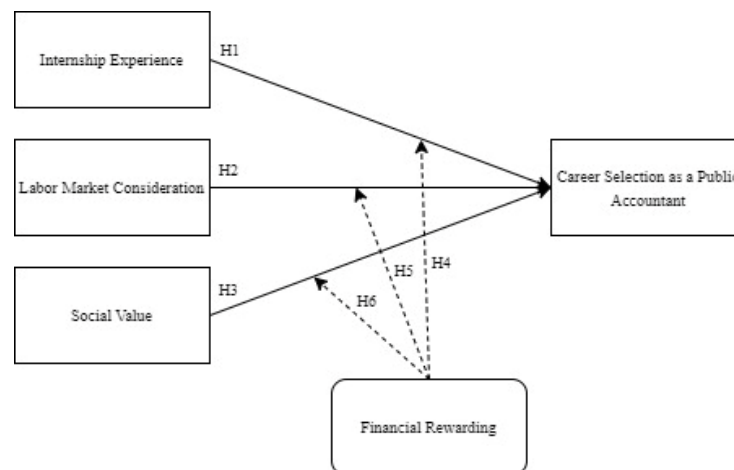 H1
Internship Experience
H2
Labor Market Consideration
Career Selection as a Public
Accountant
H3
Social Value
H5
H4
H6
Financial Rewarding